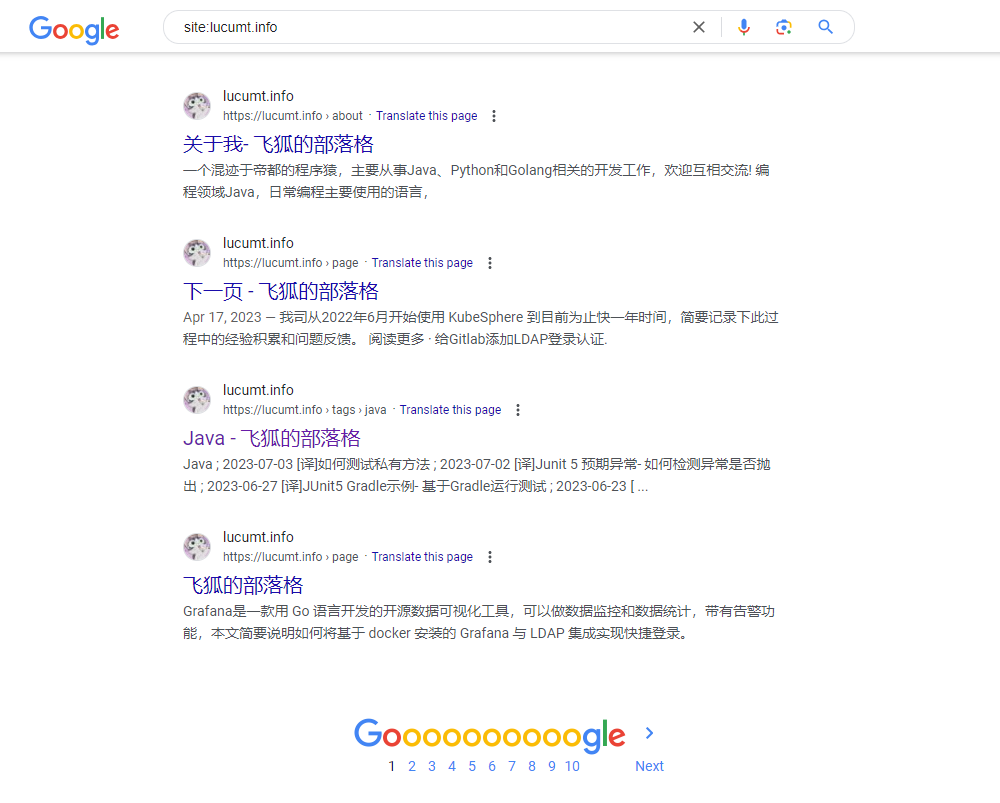 Google
site:lucumt.info
lucumt.info
https://lucumt.info › about · Translate this page
关于我- 飞狐的部落格
一个混迹于帝都的程序猿，主要从事Java、Python和Golang相关的开发工作，欢迎互相交流! 编
程领域Java，日常编程主要使用的语言，
lucumt.info
https://lucumt.info › page · Translate this page
下一页 - 飞狐的部落格
Apr 17, 2023 — 我司从2022年6月开始使用 KubeSphere 到目前为止快一年时间，简要记录下此过
程中的经验积累和问题反馈。 阅读更多 · 给Gitlab添加LDAP登录认证.
lucumt.info
https://lucumt.info › tags › java · Translate this page
Java - 飞狐的部落格
Java ; 2023-07-03 [译]如何测试私有方法 ; 2023-07-02 [译]Junit 5 预期异常- 如何检测异常是否抛
出 ; 2023-06-27 [译]JUnit5 Gradle示例- 基于Gradle运行测试 ; 2023-06-23 [ ...
lucumt.info
https://lucumt.info › page · Translate this page
飞狐的部落格
Grafana是一款用 Go 语言开发的开源数据可视化工具，可以做数据监控和数据统计，带有告警功
能，本文简要说明如何将基于 docker 安装的 Grafana 与 LDAP 集成实现快捷登录。
Goooooooooogle
1 2 3 4 5 6 7 8 9 10 Next